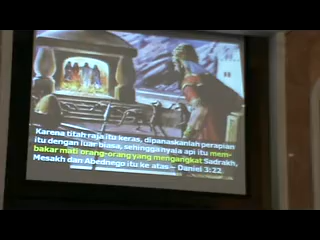 Karena titah raja itu keras, dipanaskanlah perapian
itu dengan luar biasa, sehingga nyala api itu mem-
bakar mati orang-orang yang mengangkat Sadrakh,
Mesakh dan Abednego itu ke atas – Daniel 3:22